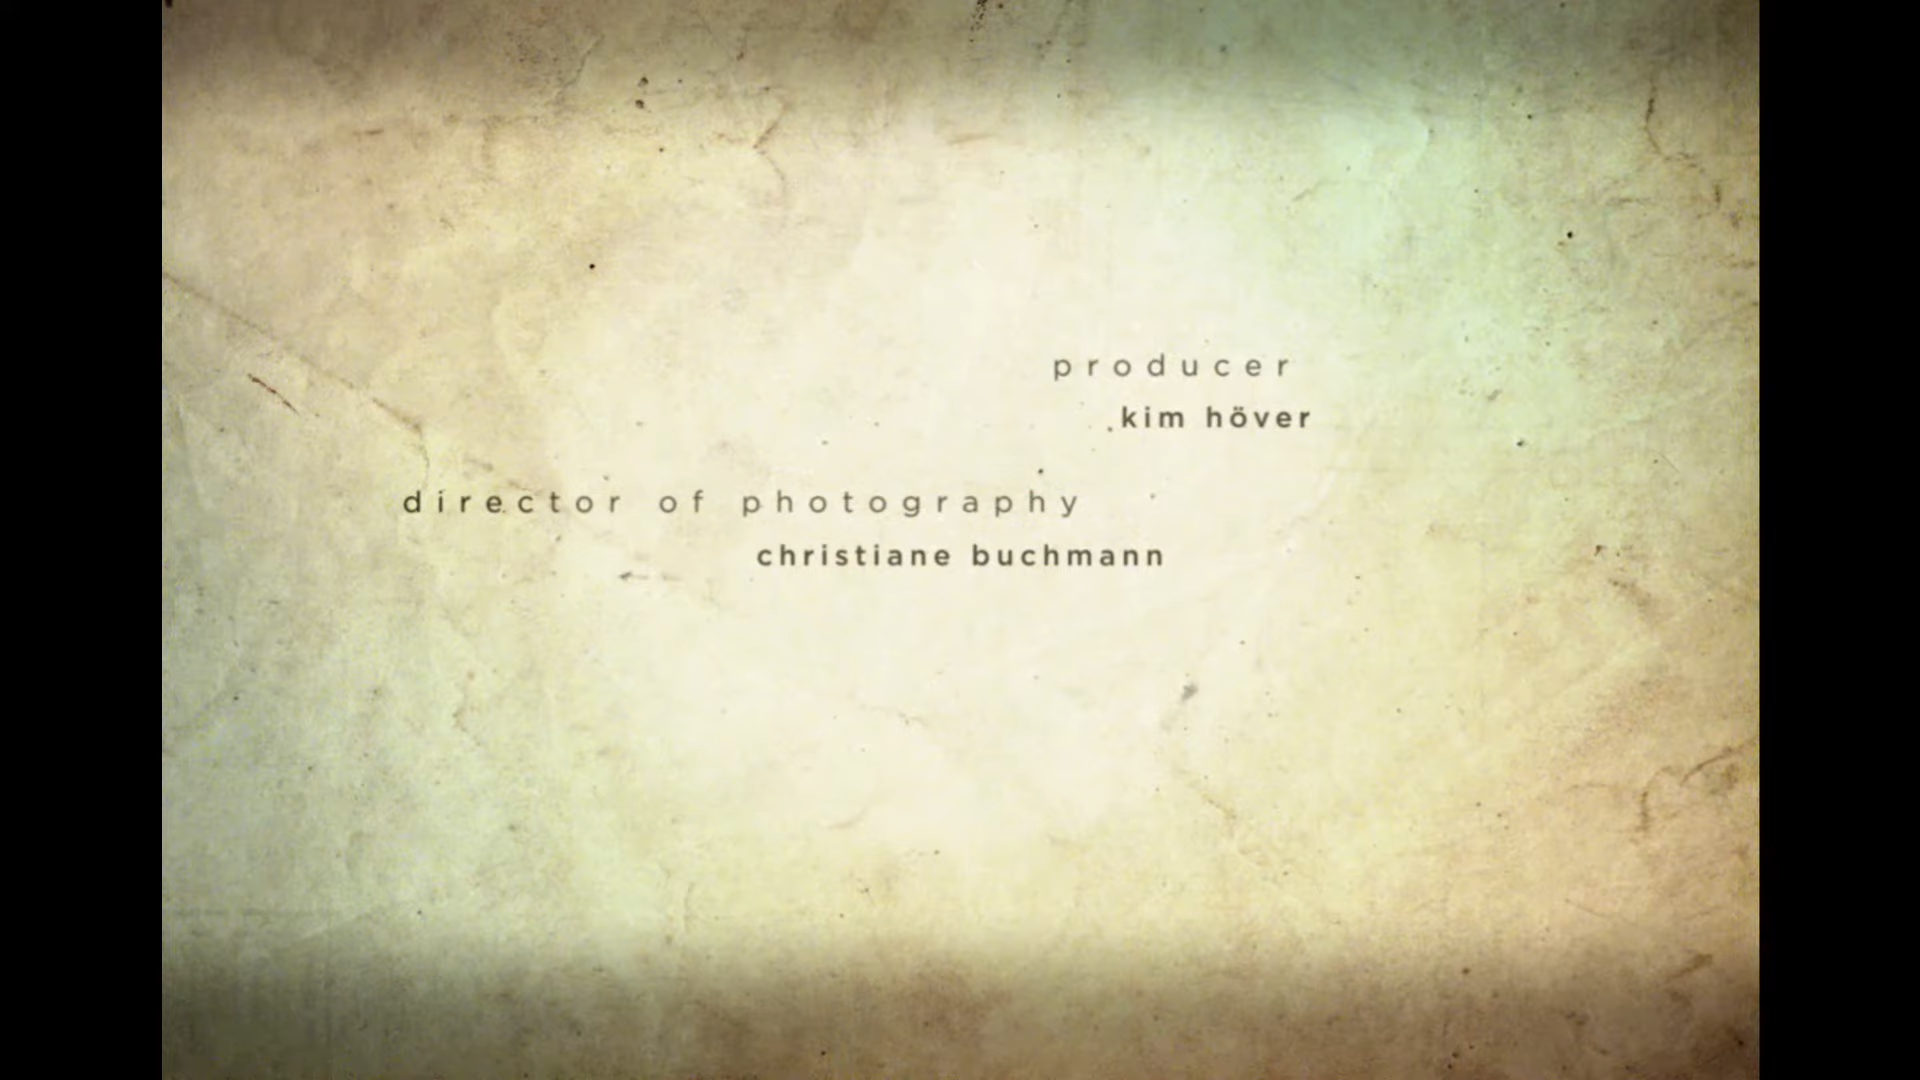 producer
kim höver
director of photography
christiane buchmann